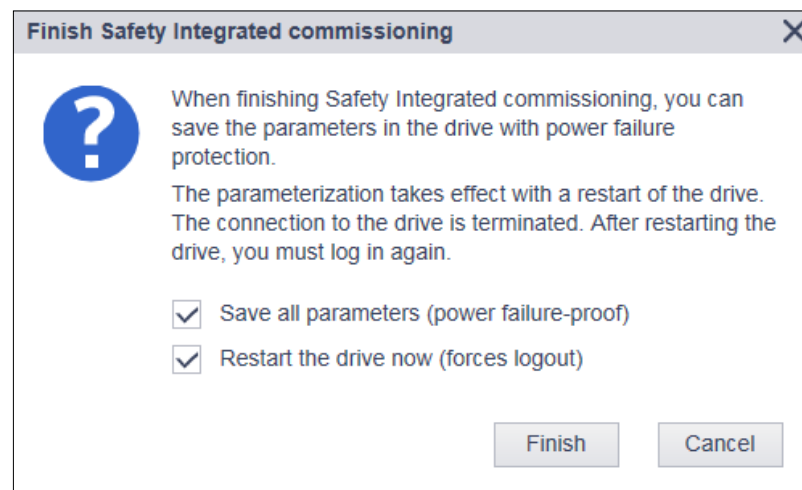 Finish Safety Integrated commissioning
When finishing Safety Integrated commissioning, you can
save the parameters in the drive with power failure
protection.
The parameterization takes effect with a restart of the drive.
The connection to the drive is terminated. After restarting the
drive, you must log in again.
Save all parameters (power failure-proof)
Restart the drive now (forces logout)
Finish
Cancel